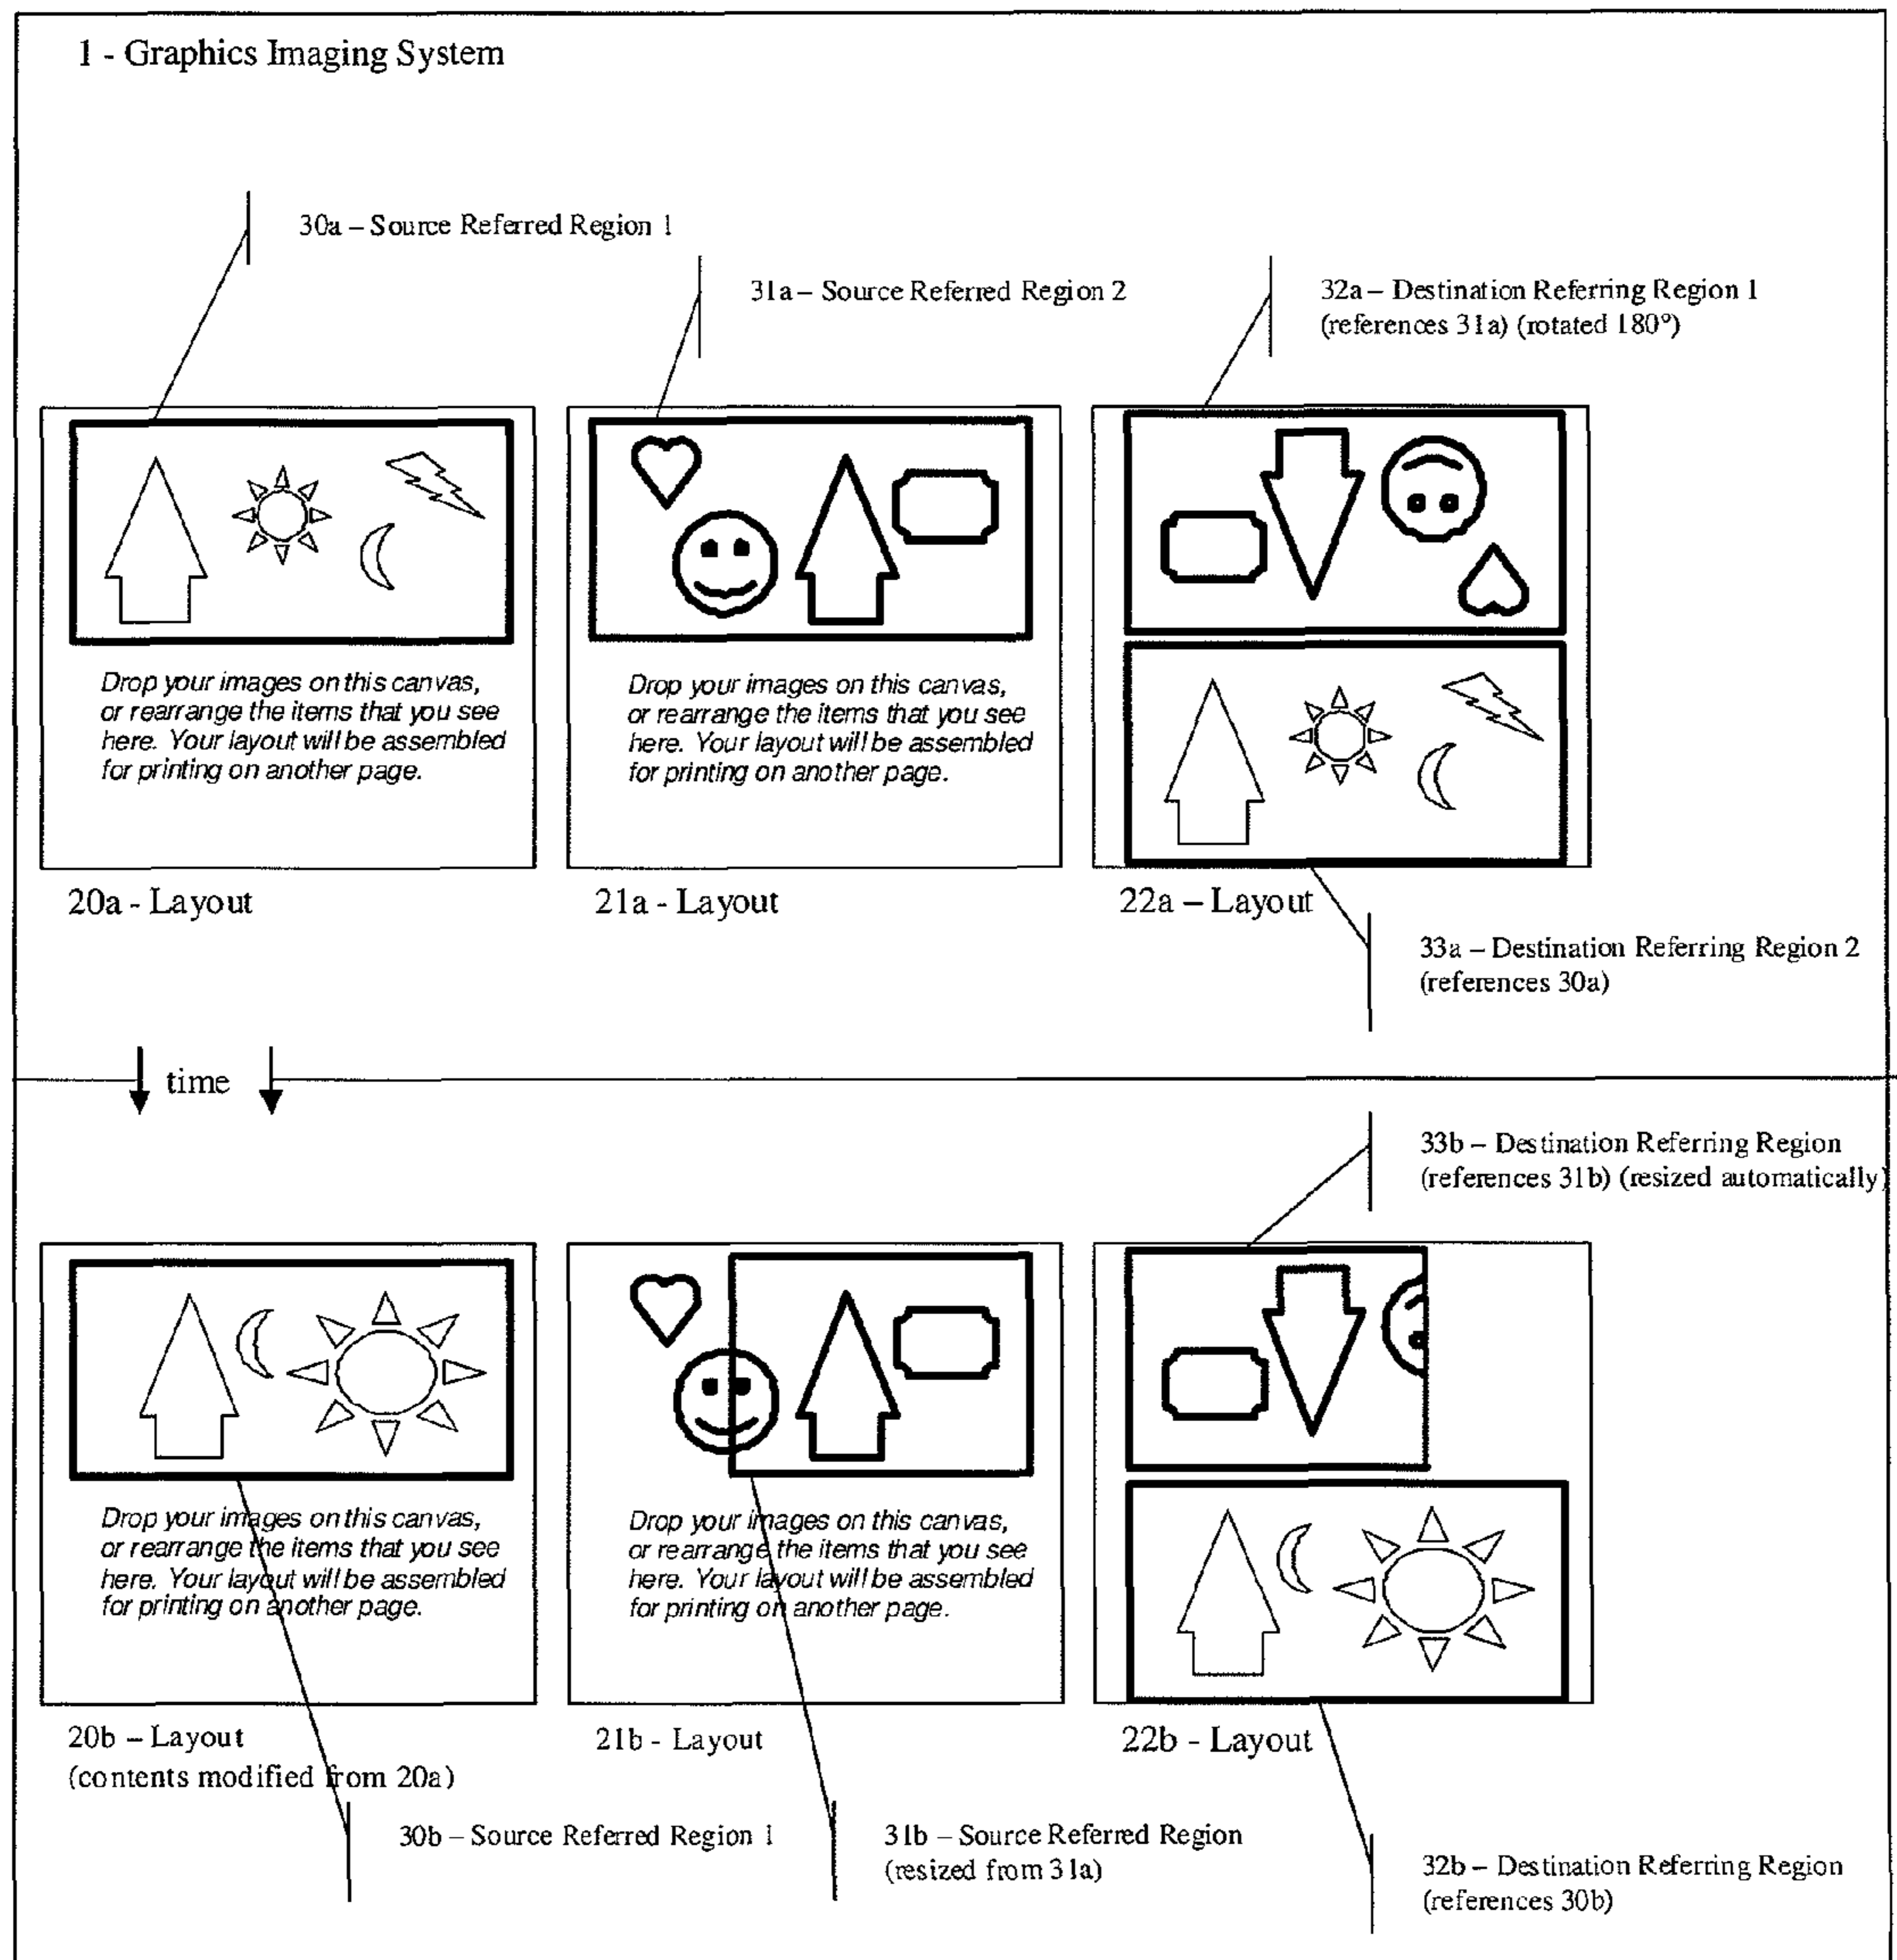 1 - Graphics Imaging System
30a – Source Referred Region 1
31a – Source Referred Region 2
32a – Destination Referring Region 1
(references 31a) (rotated 180°)
Drop your images on this canvas,
or rearrange the items that you see
here. Your layout will be assembled
for printing on another page.
Drop your images on this canvas,
or rearrange the items that you see
here. Your layout will be assembled
for printing on another page.
20a - Layout
21a - Layout
22a – Layout
33a – Destination Referring Region 2
(references 30a)
time
33b – Destination Referring Region
(references 31b) (resized automatically)
Drop your images on this canvas,
or rearrange the items that you see
here. Your layout will be assembled
for printing on another page.
Drop your images on this canvas,
or rearrange the items that you see
here. Your layout will be assembled
for printing on another page.
20b – Layout
(contents modified from 20a)
21b - Layout
22b - Layout
30b – Source Referred Region 1
31b – Source Referred Region
(resized from 31a)
32b – Destination Referring Region
(references 30b)